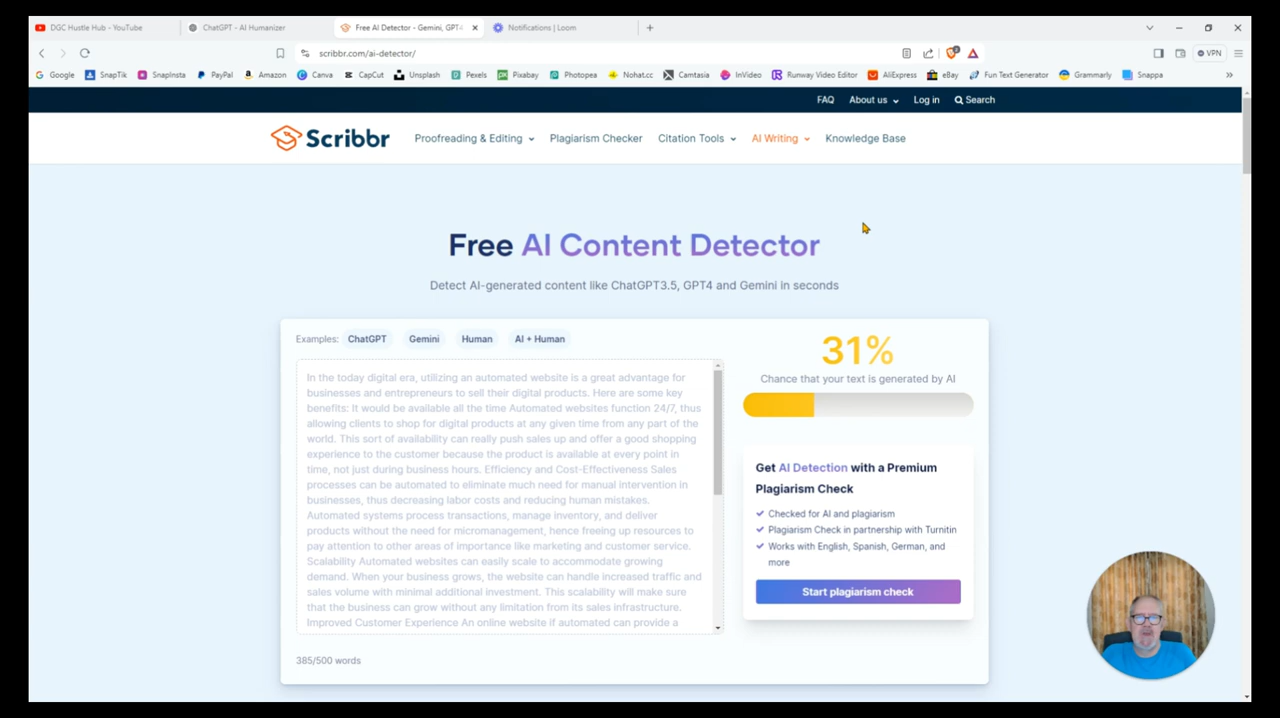 DGC Hustle Hub - YouTube
ChatGPT - AI Humanizer
Free AI Detector - Gemini, GPT4
Notifications | Loom
scribbr.com/ai-detector/
VPN
Google SnapTik SnapInsta PayPal Amazon Canva CapCut Unsplash Pexels Pixabay Photopea Nohat.cc Camtasia InVideo Runway Video Editor AliExpress eBay Fun Text Generator Grammarly Snappa
FAQ About us Log in Search
Scribbr Proofreading & Editing Plagiarism Checker Citation Tools AI Writing Knowledge Base
Free AI Content Detector
Detect AI-generated content like ChatGPT3.5, GPT4 and Gemini in seconds
Examples: ChatGPT Gemini Human AI + Human
In the today digital era, utilizing an automated website is a great advantage for
businesses and entrepreneurs to sell their digital products. Here are some key
benefits: It would be available all the time Automated websites function 24/7, thus
allowing clients to shop for digital products at any given time from any part of the
world. This sort of availability can really push sales up and offer a good shopping
experience to the customer because the product is available at every point in
time, not just during business hours. Efficiency and Cost-Effectiveness Sales
processes can be automated to eliminate much need for manual intervention in
businesses, thus decreasing labor costs and reducing human mistakes.
Automated systems process transactions, manage inventory, and deliver
products without the need for micromanagement, hence freeing up resources to
pay attention to other areas of importance like marketing and customer service.
Scalability Automated websites can easily scale to accommodate growing
demand. When your business grows, the website can handle increased traffic and
sales volume with minimal additional investment. This scalability will make sure
that the business can grow without any limitation from its sales infrastructure.
Improved Customer Experience An online website if automated can provide a
385/500 words
31%
Chance that your text is generated by AI
Get AI Detection with a Premium
Plagiarism Check
Checked for AI and plagiarism
Plagiarism Check in partnership with Turnitin
Works with English, Spanish, German, and
more
Start plagiarism check